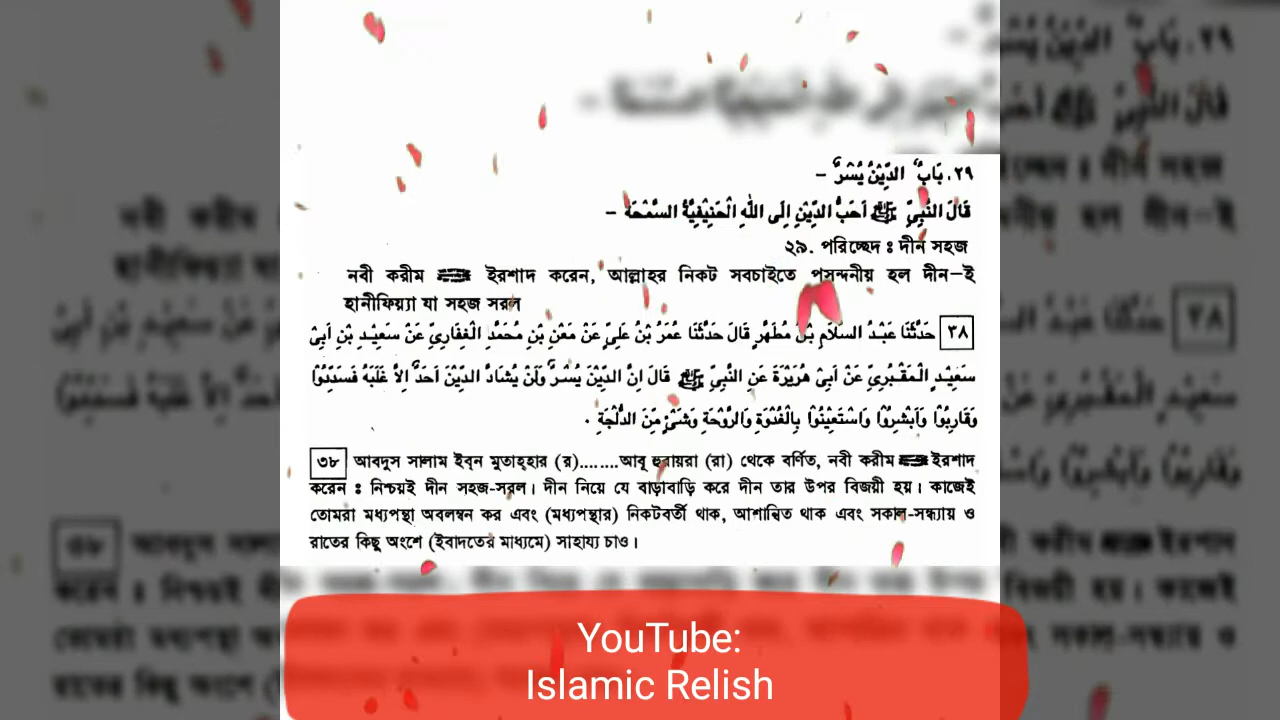 ٢٩. بَابٌ الدِّيْنُ يُسْرٌ –
قَالَ النَّبِيُّ ﷺ اَحَبُّ الدِّيْنِ اِلَى اللهِ الْحَنِيْفِيَّةُ السَّمْحَةُ –
২৯. পরিচ্ছেদ : দীন সহজ
নবী করীম ﷺ ইরশাদ করেন, আল্লাহর নিকট সবচাইতে পসন্দনীয় হল দীন-ই
হানীফিয়্যা যা সহজ সরল
٣٨ حَدَّثَنَا عَبْدُ السَّلَامِ بْنُ مُطَهَّرٍ قَالَ حَدَّثَنَا عُمَرُ بْنُ عَلِيٍّ عَنْ مَعْنِ بْنِ مُحَمَّدٍ الْغِفَارِيِّ عَنْ سَعِيْدِ بْنِ اَبِيْ
سَعِيْدٍ الْمَقْبُرِيِّ عَنْ اَبِيْ هُرَيْرَةَ عَنِ النَّبِيِّ ﷺ قَالَ اِنَّ الدِّيْنَ يُسْرٌ وَلَنْ يُشَادَّ الدِّيْنَ اَحَدٌ اِلاَّ غَلَبَهُ فَسَدِّدُوْا
وَقَارِبُوْا وَاَبْشِرُوْا وَاسْتَعِيْنُوْا بِالْغُدْوَةِ وَالرَّوْحَةِ وَشَيْئٍ مِّنَ الدُّلْجَةِ .
৩৮ আবদুস সালাম ইব্‌ন মুতাহ্হার (র)........আবূ হুরায়রা (রা) থেকে বর্ণিত, নবী করীম ﷺ ইরশাদ
করেন : নিশ্চয়ই দীন সহজ-সরল। দীন নিয়ে যে বাড়াবাড়ি করে দীন তার উপর বিজয়ী হয়। কাজেই
তোমরা মধ্যপন্থা অবলম্বন কর এবং (মধ্যপন্থার) নিকটবর্তী থাক, আশান্বিত থাক এবং সকাল-সন্ধ্যায় ও
রাতের কিছু অংশে (ইবাদতের মাধ্যমে) সাহায্য চাও।
YouTube:
Islamic Relish